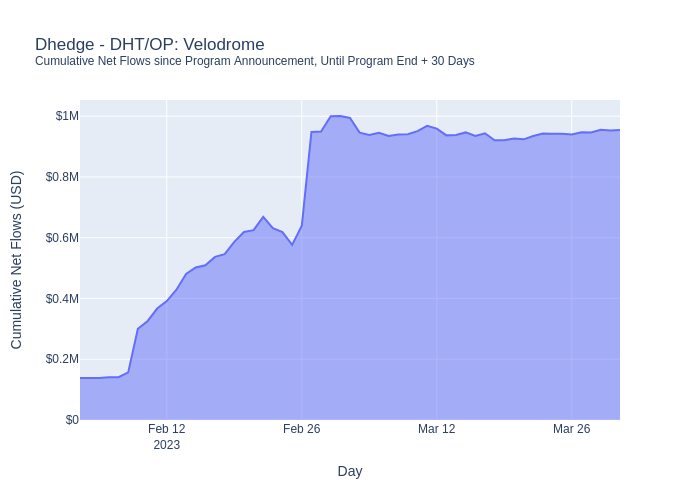 Dhedge - DHT/OP: Velodrome
Cumulative Net Flows since Program Announcement, Until Program End + 30 Days
Cumulative Net Flows (USD)
$1M
$0.8M
$0.6M
$0.4M
$0.2M
$0
Feb 12
2023
Feb 26
Mar 12
Mar 26
Day